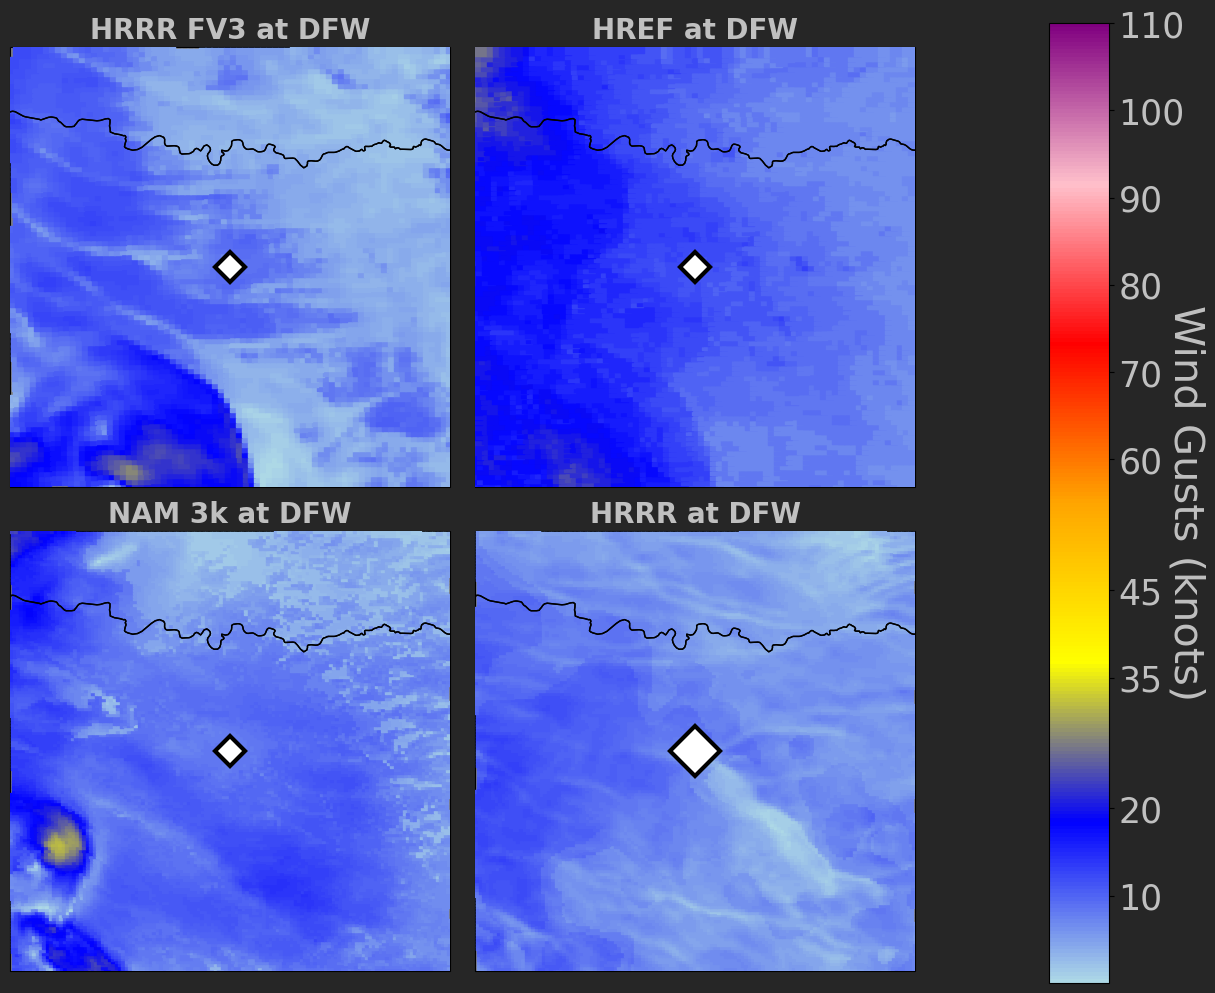 HRRR FV3 at DFW
HREF at DFW
NAM 3k at DFW
HRRR at DFW
110
100
90
80
70
60
45
35
20
10
Wind Gusts (knots)